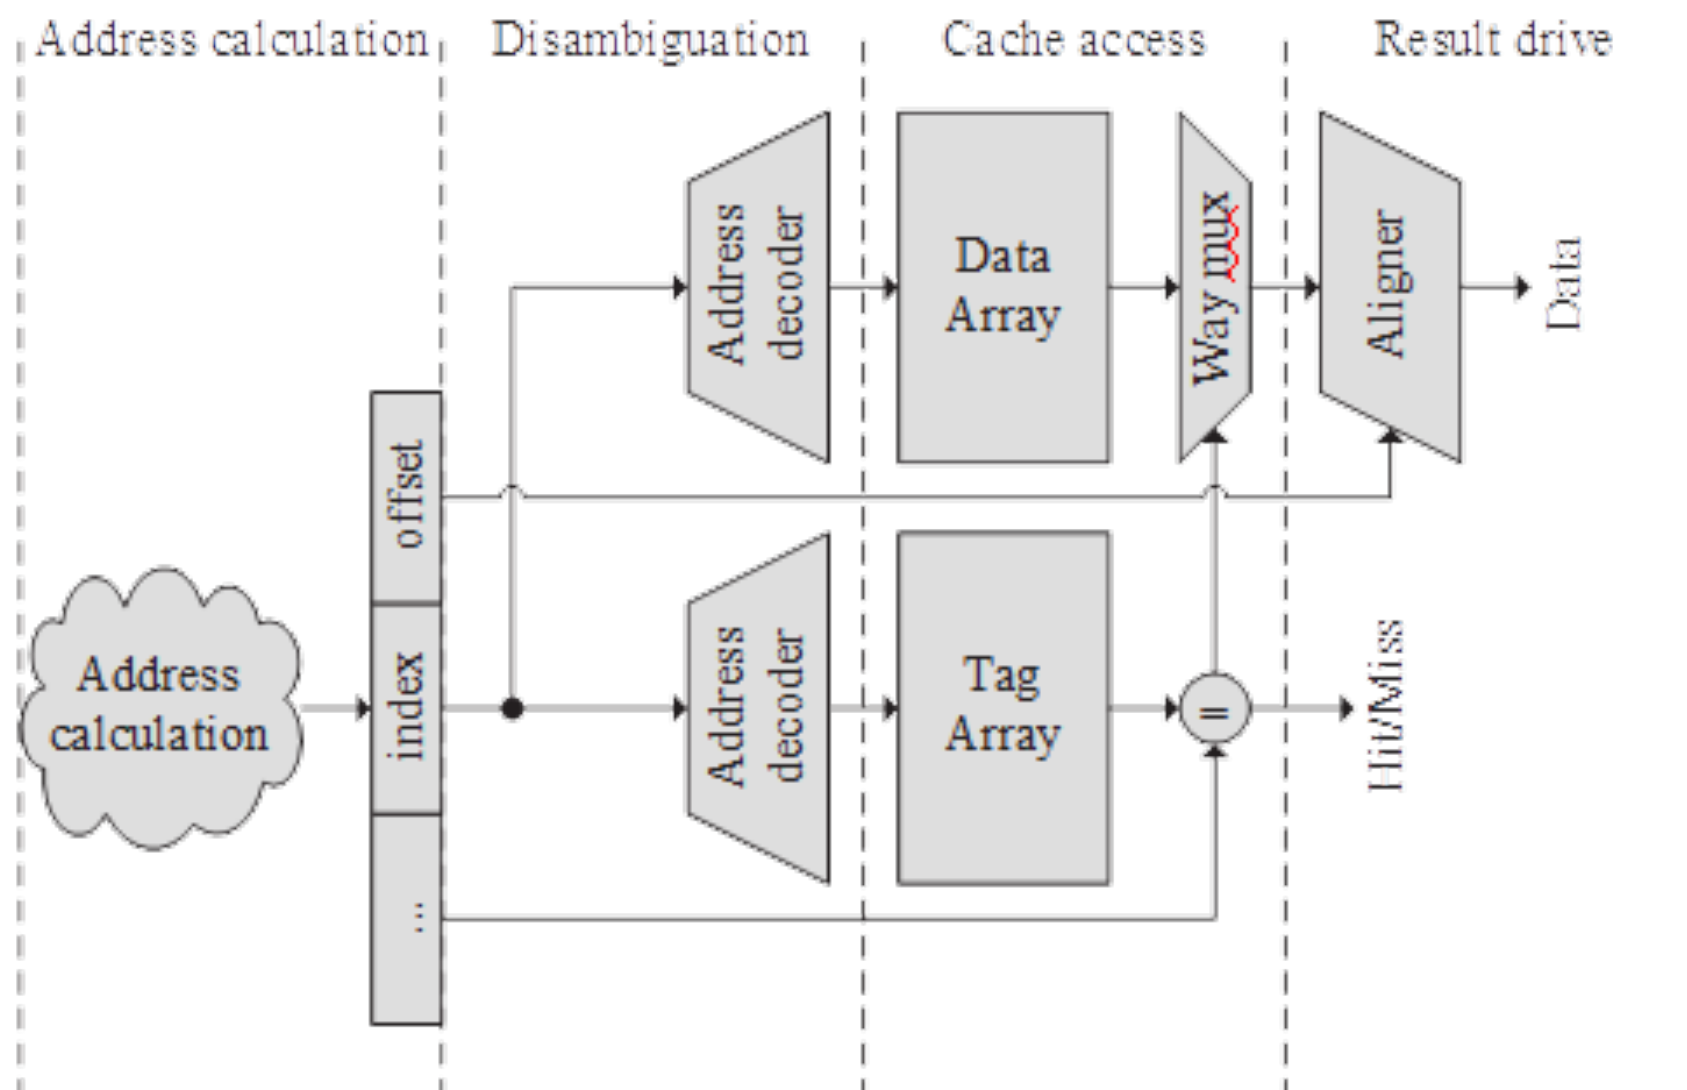 Address calculation
Disambiguation
Cache access
Result drive
Address
decoder
Data
Array
Way mux
Aligner
Data
offset
index
...
Address
calculation
Address
decoder
Tag
Array
=
Hit/Miss